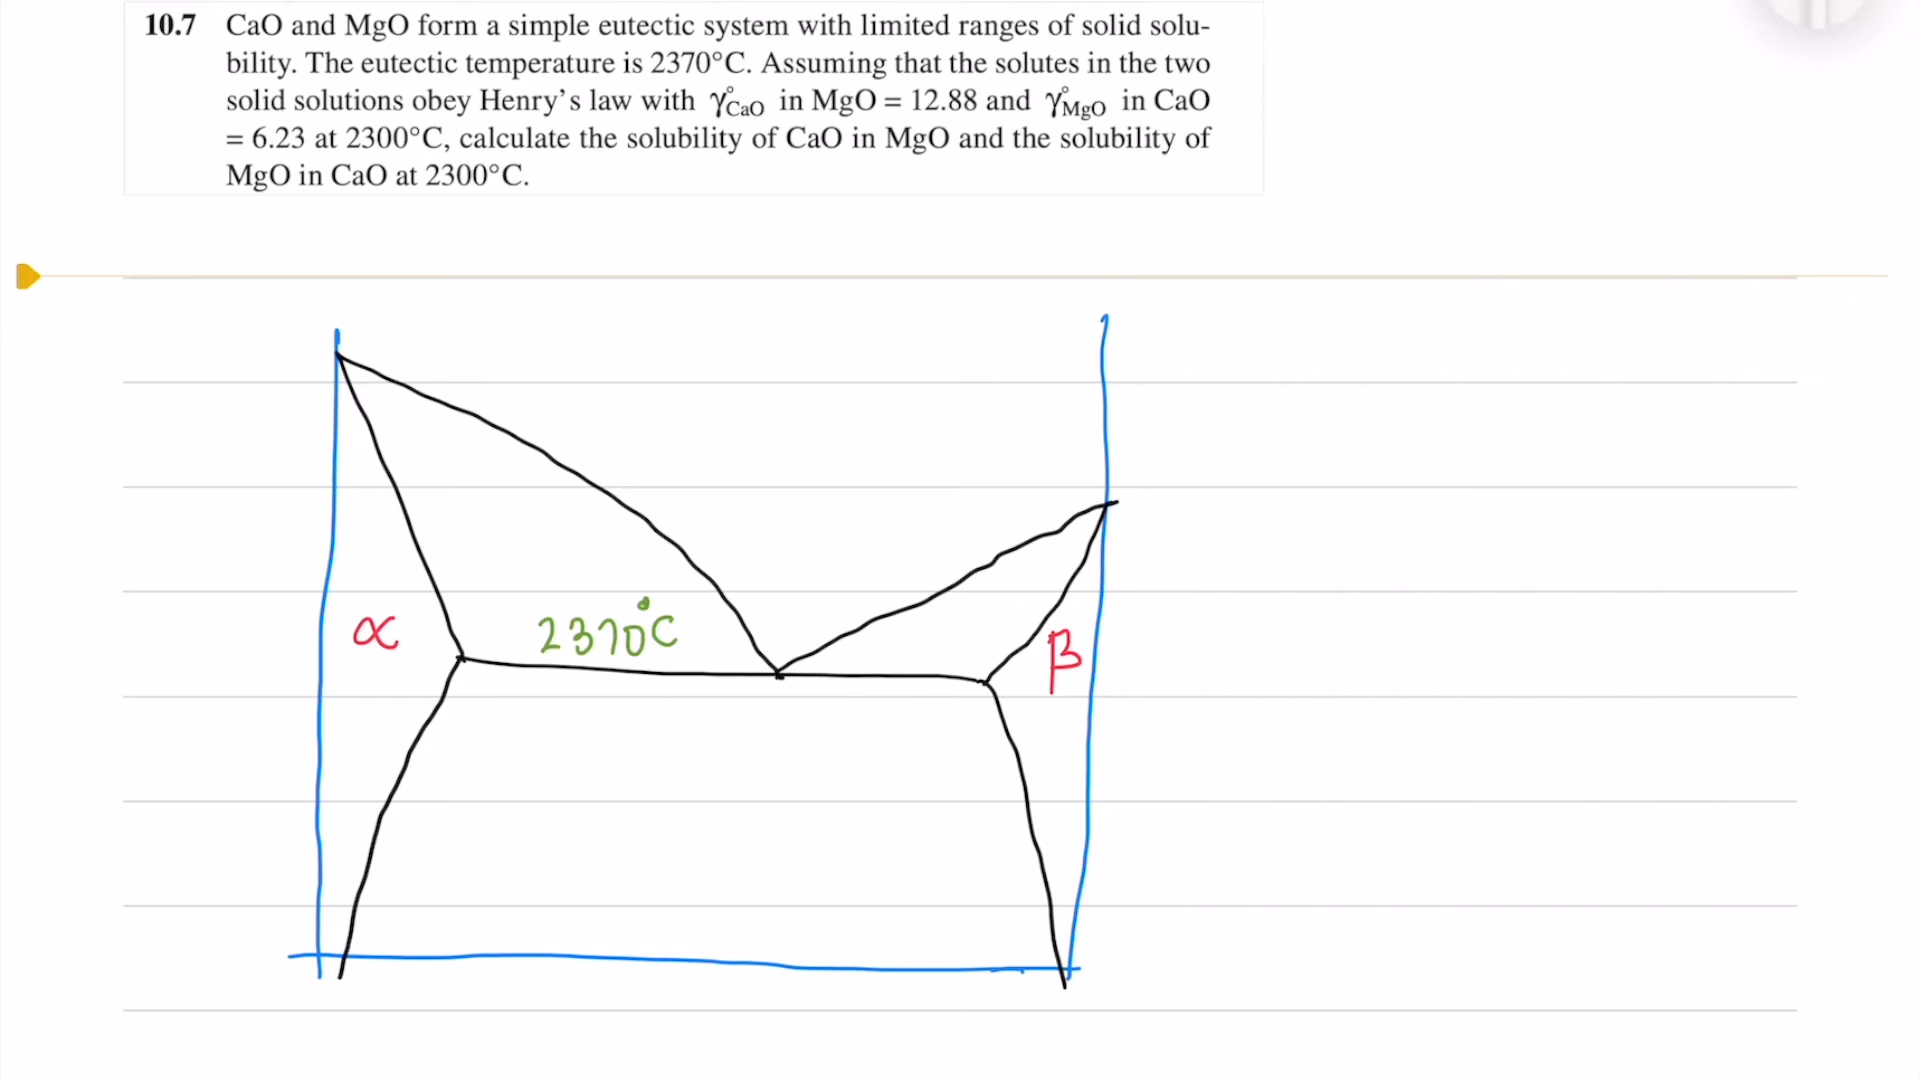 10.7 CaO and MgO form a simple eutectic system with limited ranges of solid solu-
bility. The eutectic temperature is 2370°C. Assuming that the solutes in the two
solid solutions obey Henry’s law with γ°CaO in MgO = 12.88 and γ°MgO in CaO
= 6.23 at 2300°C, calculate the solubility of CaO in MgO and the solubility of
MgO in CaO at 2300°C.
α
2370°C
β